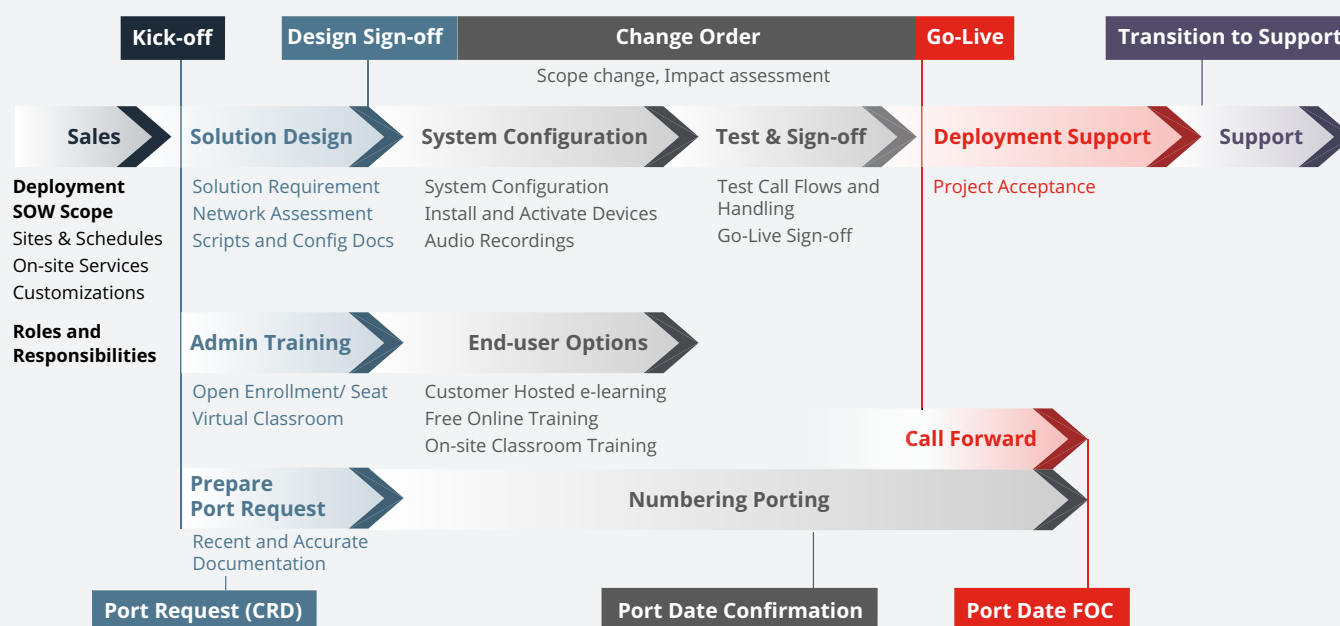 Kick-off
Design Sign-off
Change Order
Go-Live
Transition to Support
Scope change, Impact assessment
Sales
Solution Design
System Configuration
Test & Sign-off
Deployment Support
Support
Deployment
SOW Scope
Sites & Schedules
On-site Services
Customizations
Roles and
Responsibilities
Solution Requirement
Network Assessment
Scripts and Config Docs
System Configuration
Install and Activate Devices
Audio Recordings
Test Call Flows and
Handling
Go-Live Sign-off
Project Acceptance
Admin Training
End-user Options
Open Enrollment/ Seat
Virtual Classroom
Customer Hosted e-learning
Free Online Training
On-site Classroom Training
Call Forward
Prepare
Port Request
Numbering Porting
Recent and Accurate
Documentation
Port Request (CRD)
Port Date Confirmation
Port Date FOC